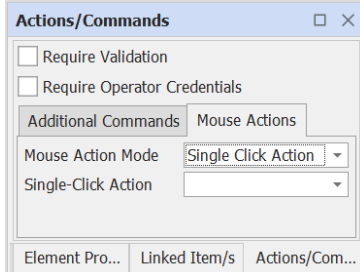 Actions/Commands
Require Validation
Require Operator Credentials
Additional Commands Mouse Actions
Mouse Action Mode Single Click Action
Single-Click Action
Element Pro... Linked Item/s Actions/Com...